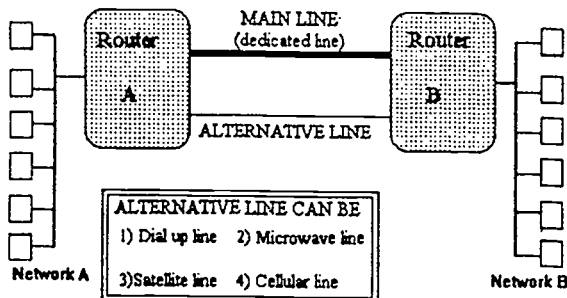 MAIN LINE
(dedicated line)
Router
A
Router
B
ALTERNATIVE LINE
ALTERNATIVE LINE CAN BE
1) Dial up line 2) Microwave line
3)Satellite line 4) Cellular line
Network A
Network B